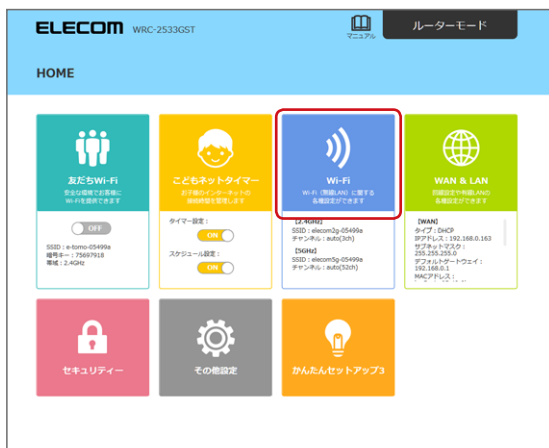 ELECOM WRC-2533GST
マニュアル
ルーターモード
HOME
友だちWi-Fi
安全な環境でお客様に
Wi-Fiを提供できます
OFF
SSID : e-tomo-05499a
暗号キー : 75697918
帯域 : 2.4GHz
こどもネットタイマー
お子様のインターネットの
接続時間を管理します
タイマー設定 :
ON
スケジュール設定 :
ON
Wi-Fi
Wi-Fi（無線LAN）に関する
各種設定ができます
【2.4GHz】
SSID : elecom2g-05499a
チャンネル : auto(3ch)
【5GHz】
SSID : elecom5g-05499a
チャンネル : auto(52ch)
WAN & LAN
回線設定や有線LANの
各種設定ができます
【WAN】
タイプ : DHCP
IPアドレス : 192.168.0.163
サブネットマスク :
255.255.255.0
デフォルトゲートウェイ :
192.168.0.1
MACアドレス :
セキュリティー
その他設定
かんたんセットアップ3